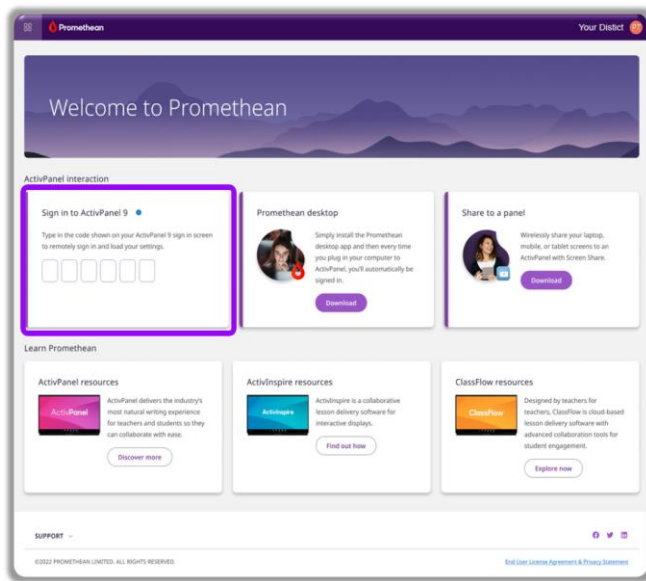 Promethean
Your Distict
PT
Welcome to Promethean
ActivPanel interaction
Sign in to ActivPanel 9
Type in the code shown on your ActivPanel 9 sign in screen
to remotely sign in and load your settings.
Promethean desktop
Simply install the Promethean
desktop app and then every time
you plug in your computer to
ActivPanel, you'll automatically be
signed in.
Download
Share to a panel
Wirelessly share your laptop,
mobile, or tablet screens to an
ActivPanel with Screen Share.
Download
Learn Promethean
ActivPanel resources
ActivPanel
ActivPanel delivers the industry's
most natural writing experience
for teachers and students so they
can collaborate with ease.
Discover more
ActivInspire resources
ActivInspire
ActivInspire is a collaborative
lesson delivery software for
interactive displays.
Find out how
ClassFlow resources
ClassFlow
Designed by teachers for
teachers, ClassFlow is cloud-based
lesson delivery software with
advanced collaboration tools for
student engagement.
Explore now
SUPPORT
©2022 PROMETHEAN LIMITED. ALL RIGHTS RESERVED.
End User License Agreement & Privacy Statement